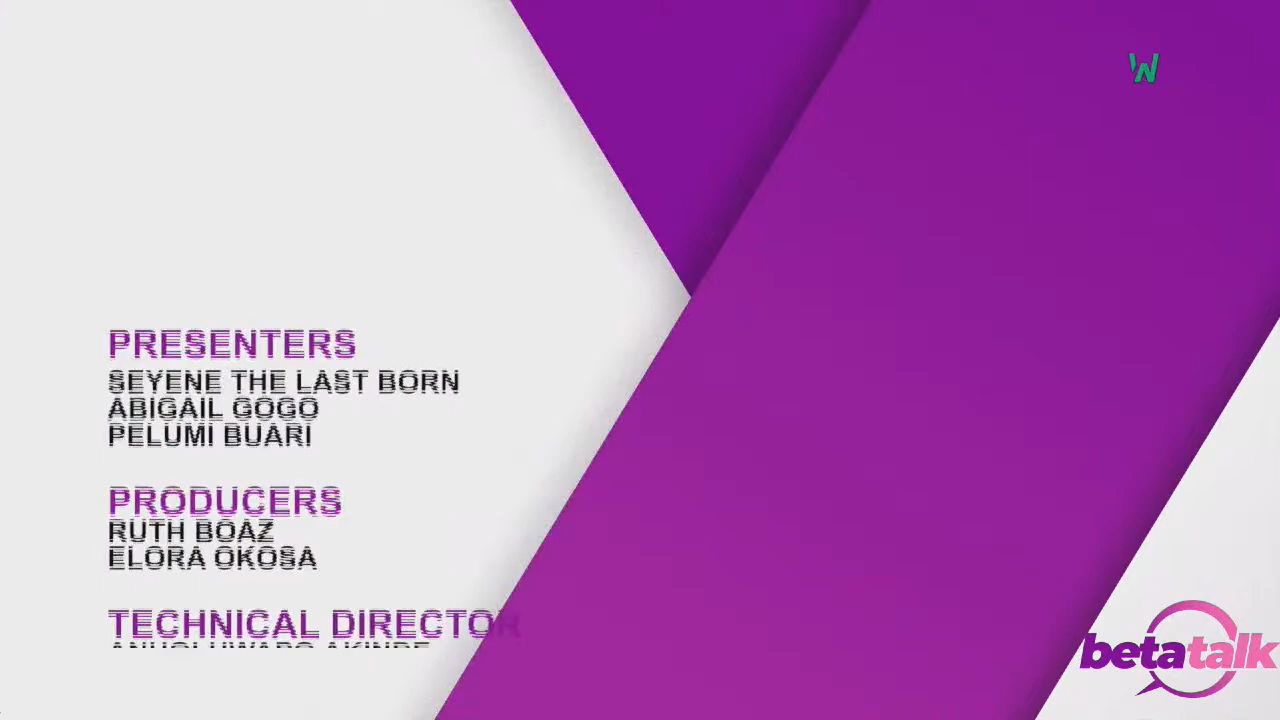 W
PRESENTERS
SEYENE THE LAST BORN
ABIGAIL GOGO
PELUMI BUARI
PRODUCERS
RUTH BOAZ
ELORA OKOSA
TECHNICAL DIRECTOR
betatalk